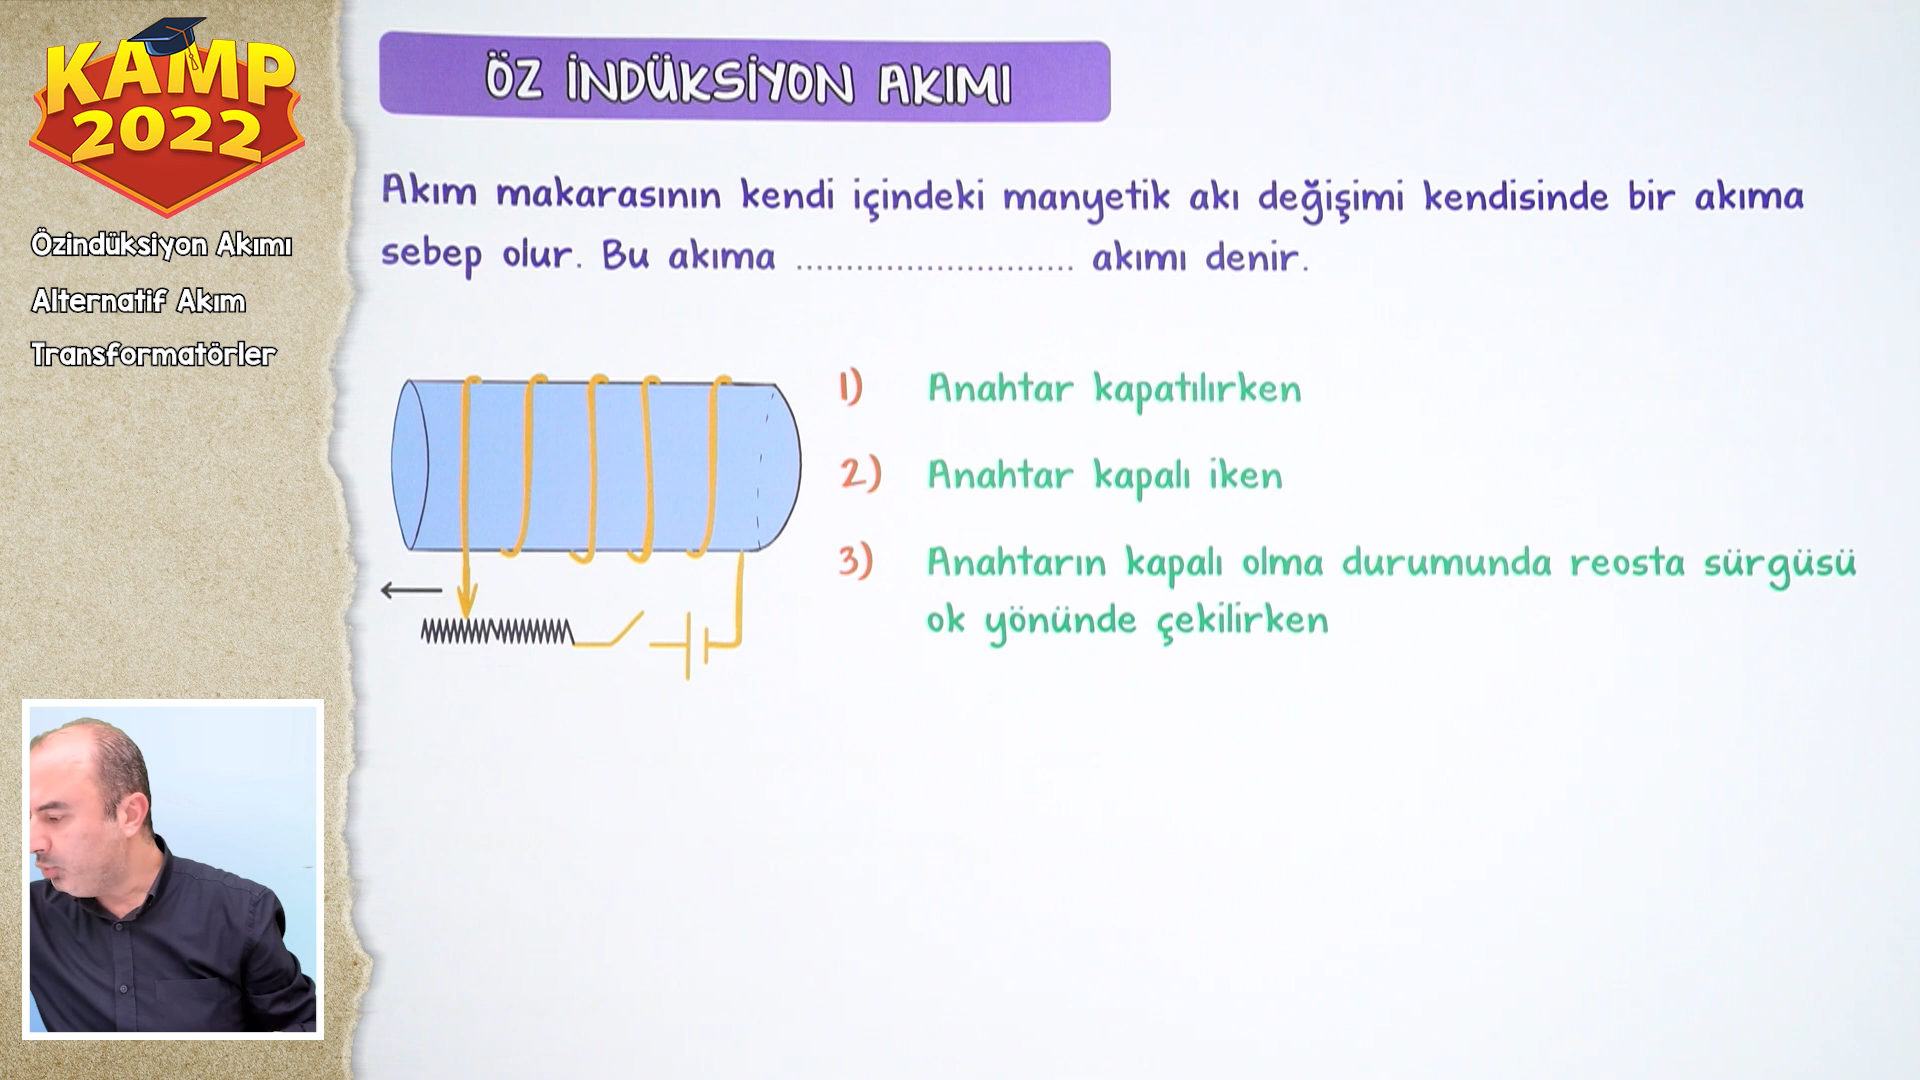 KAMP
2022
Özindüksiyon Akımı
Alternatif Akım
Transformatörler
ÖZ İNDÜKSİYON AKIMI
Akım makarasının kendi içindeki manyetik akı değişimi kendisinde bir akıma
sebep olur. Bu akıma ............................ akımı denir.
1) Anahtar kapatılırken
2) Anahtar kapalı iken
3) Anahtarın kapalı olma durumunda reosta sürgüsü
ok yönünde çekilirken